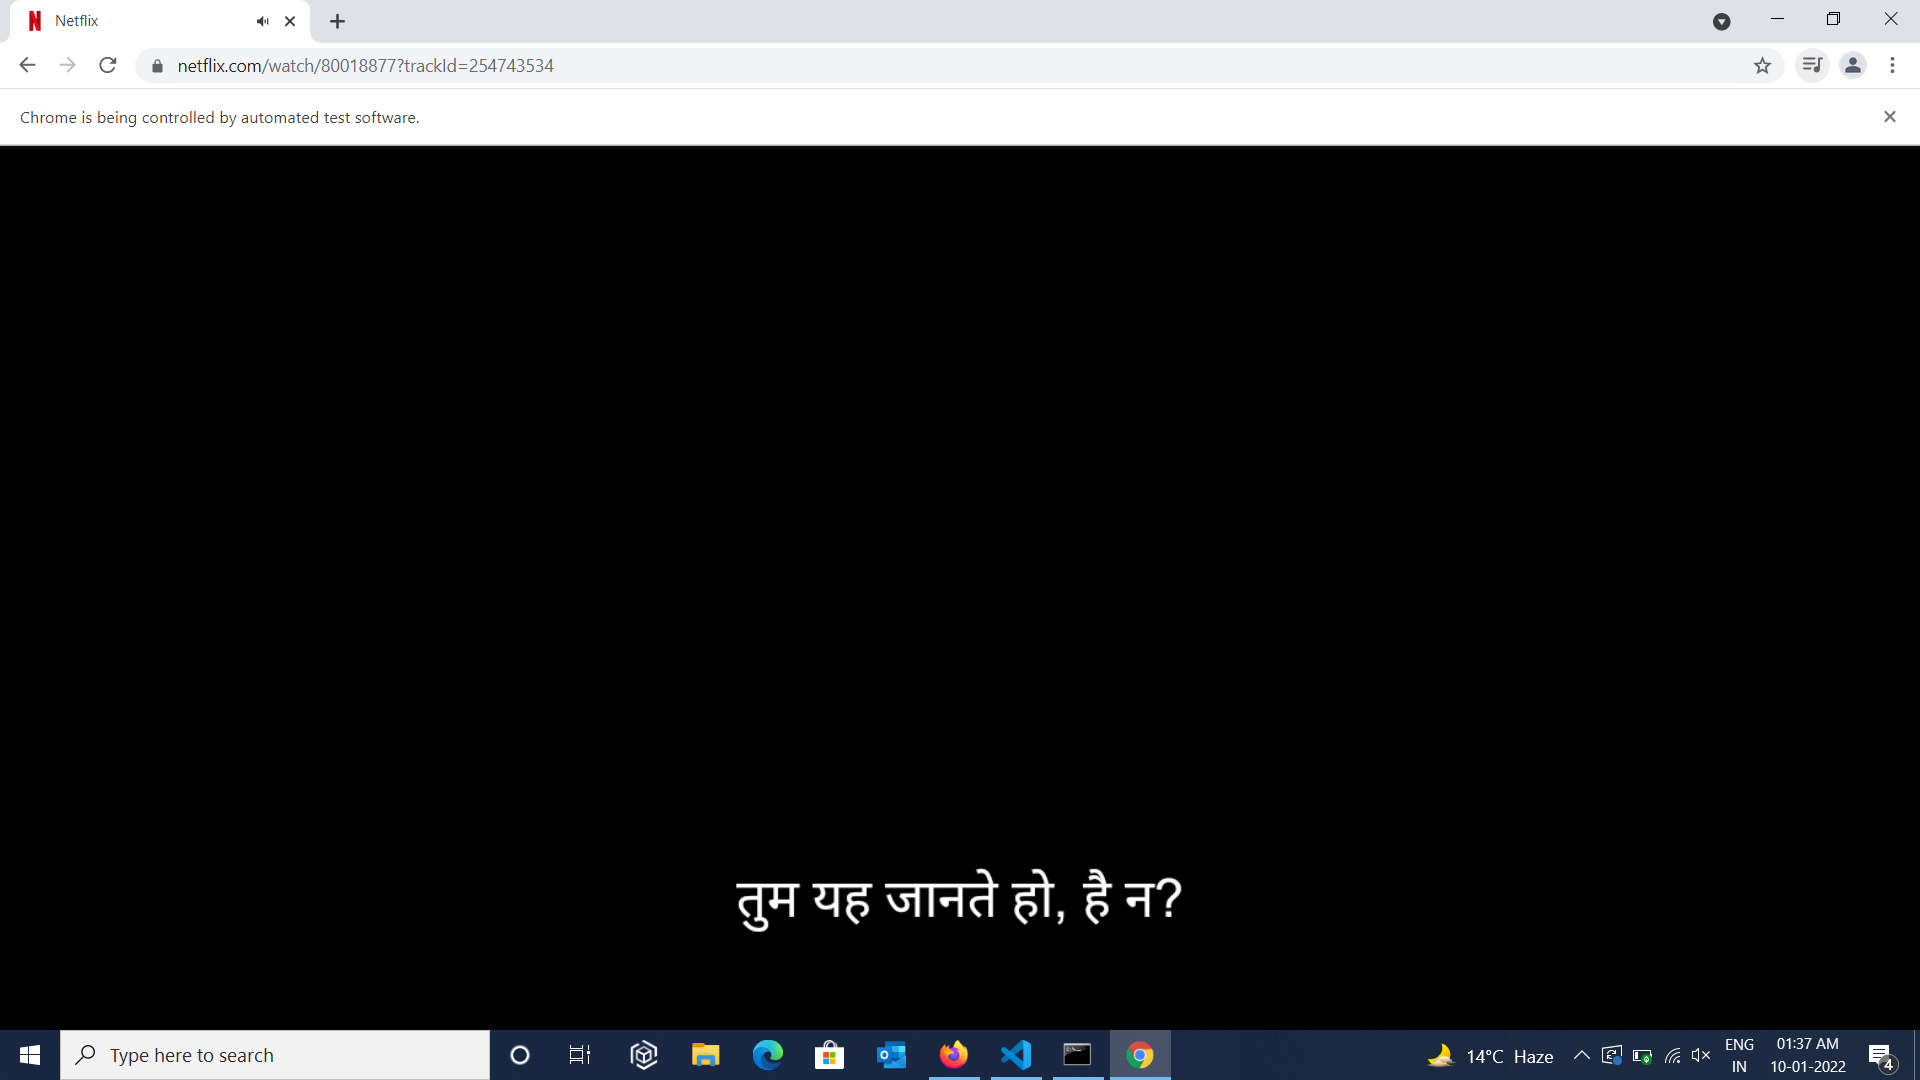 Netflix
netflix.com/watch/80018877?trackId=254743534
Chrome is being controlled by automated test software.
तुम यह जानते हो, है न?
Type here to search
14°C Haze
ENG
IN
01:37 AM
10-01-2022
4